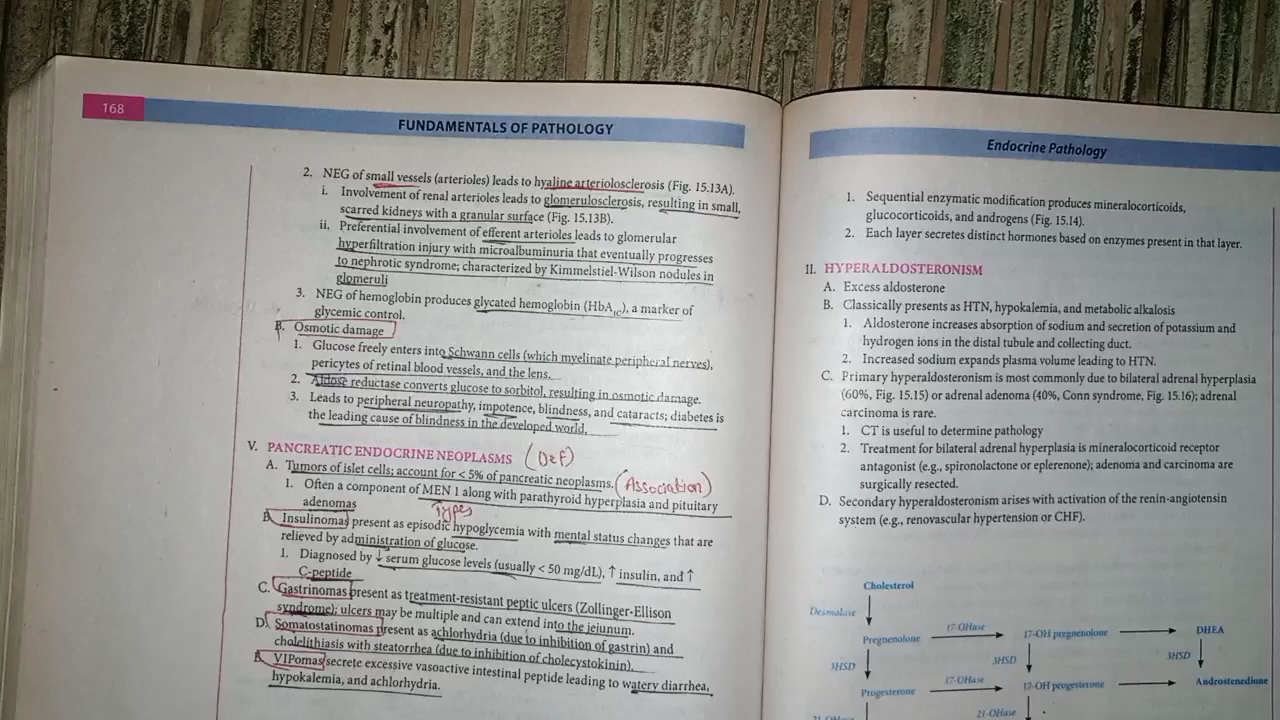 168
FUNDAMENTALS OF PATHOLOGY
2. NEG of small vessels (arterioles) leads to hyaline arteriolosclerosis (Fig. 15.13A).
i. Involvement of renal arterioles leads to glomerulosclerosis, resulting in small,
scarred kidneys with a granular surface (Fig. 15.13B).
ii. Preferential involvement of efferent arterioles leads to glomerular
hyperfiltration injury with microalbuminuria that eventually progresses
to nephrotic syndrome; characterized by Kimmelstiel-Wilson nodules in
glomeruli
3. NEG of hemoglobin produces glycated hemoglobin (HbA1C), a marker of
glycemic control.
B. Osmotic damage
1. Glucose freely enters into Schwann cells (which myelinate peripheral nerves),
pericytes of retinal blood vessels, and the lens.
2. Aldose reductase converts glucose to sorbitol, resulting in osmotic damage.
3. Leads to peripheral neuropathy, impotence, blindness, and cataracts; diabetes is
the leading cause of blindness in the developed world.
V. PANCREATIC ENDOCRINE NEOPLASMS (DEF)
A. Tumors of islet cells; account for < 5% of pancreatic neoplasms. (Association)
1. Often a component of MEN 1 along with parathyroid hyperplasia and pituitary
adenomas
Types
B. Insulinomas present as episodic hypoglycemia with mental status changes that are
relieved by administration of glucose.
1. Diagnosed by ↓ serum glucose levels (usually < 50 mg/dL), ↑ insulin, and ↑
C-peptide
C. Gastrinomas present as treatment-resistant peptic ulcers (Zollinger-Ellison
syndrome); ulcers may be multiple and can extend into the jejunum.
D. Somatostatinomas present as achlorhydria (due to inhibition of gastrin) and
cholelithiasis with steatorrhea (due to inhibition of cholecystokinin).
E. VIPomas secrete excessive vasoactive intestinal peptide leading to watery diarrhea,
hypokalemia, and achlorhydria.
Endocrine Pathology
1. Sequential enzymatic modification produces mineralocorticoids,
glucocorticoids, and androgens (Fig. 15.14).
2. Each layer secretes distinct hormones based on enzymes present in that layer.
II. HYPERALDOSTERONISM
A. Excess aldosterone
B. Classically presents as HTN, hypokalemia, and metabolic alkalosis
1. Aldosterone increases absorption of sodium and secretion of potassium and
hydrogen ions in the distal tubule and collecting duct.
2. Increased sodium expands plasma volume leading to HTN.
C. Primary hyperaldosteronism is most commonly due to bilateral adrenal hyperplasia
(60%, Fig. 15.15) or adrenal adenoma (40%, Conn syndrome, Fig. 15.16); adrenal
carcinoma is rare.
1. CT is useful to determine pathology
2. Treatment for bilateral adrenal hyperplasia is mineralocorticoid receptor
antagonist (e.g., spironolactone or eplerenone); adenoma and carcinoma are
surgically resected.
D. Secondary hyperaldosteronism arises with activation of the renin-angiotensin
system (e.g., renovascular hypertension or CHF).
Cholesterol
Desmolase
Pregnenolone 17-OHase 17-OH pregnenolone DHEA
3HSD 3HSD 3HSD
Progesterone 17-OHase 17-OH progesterone Androstenedione
21-OHase 21-OHase